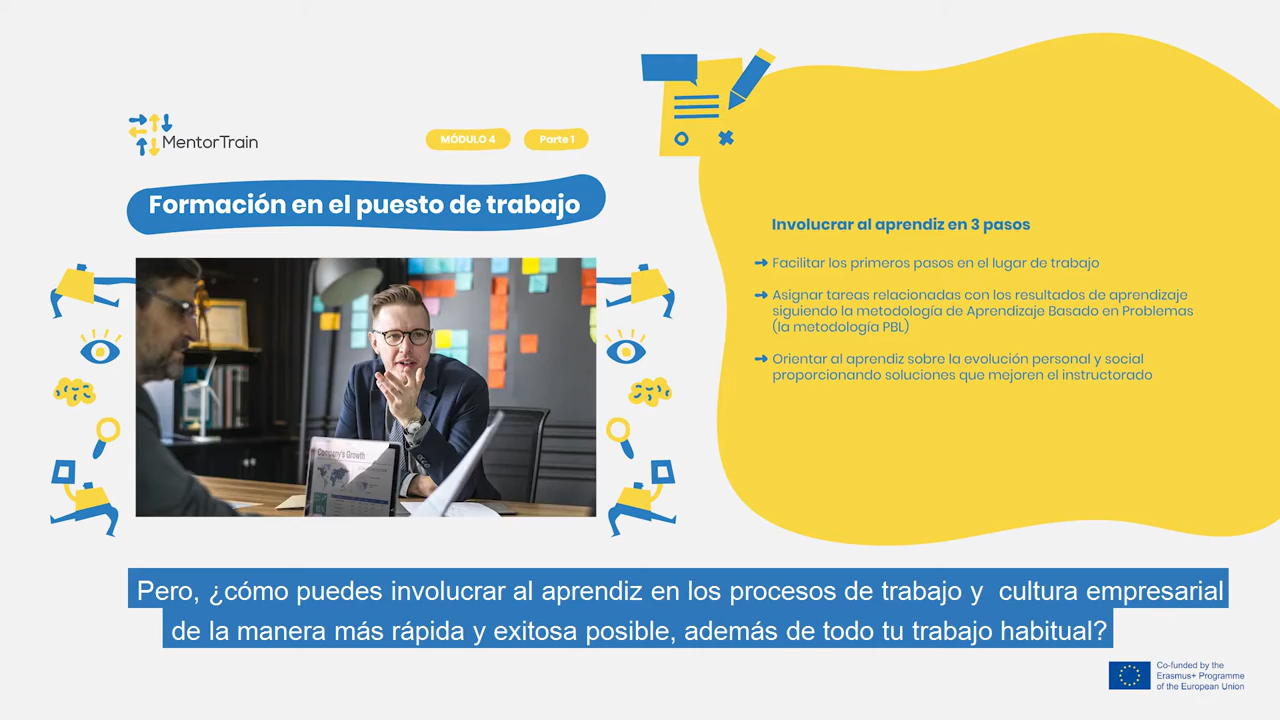 MentorTrain
MÓDULO 4
Parte 1
Formación en el puesto de trabajo
Company's Growth
Involucrar al aprendiz en 3 pasos
Facilitar los primeros pasos en el lugar de trabajo
Asignar tareas relacionadas con los resultados de aprendizaje
siguiendo la metodología de Aprendizaje Basado en Problemas
(la metodología PBL)
Orientar al aprendiz sobre la evolución personal y social
proporcionando soluciones que mejoren el instructorado
Pero, ¿cómo puedes involucrar al aprendiz en los procesos de trabajo y cultura empresarial
de la manera más rápida y exitosa posible, además de todo tu trabajo habitual?
Co-funded by the
Erasmus+ Programme
of the European Union